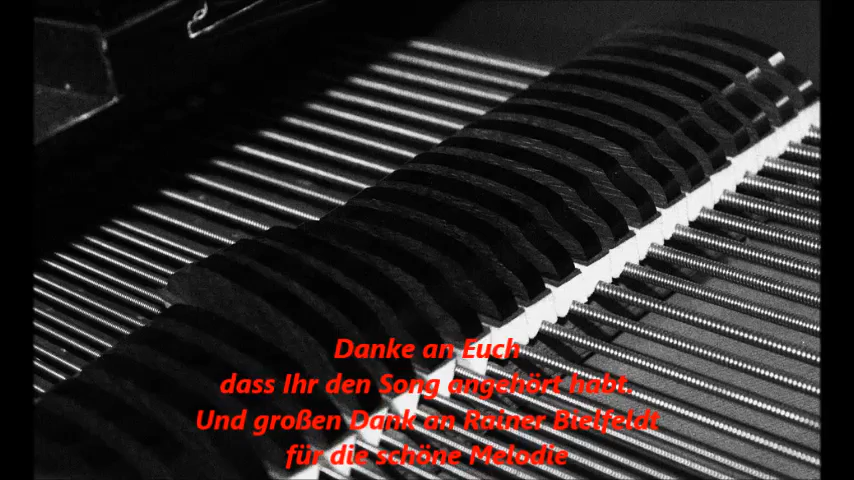 Danke an Euch
dass Ihr den Song angehört habt.
Und großen Dank an Rainer Bielfeldt
für die schöne Melodie